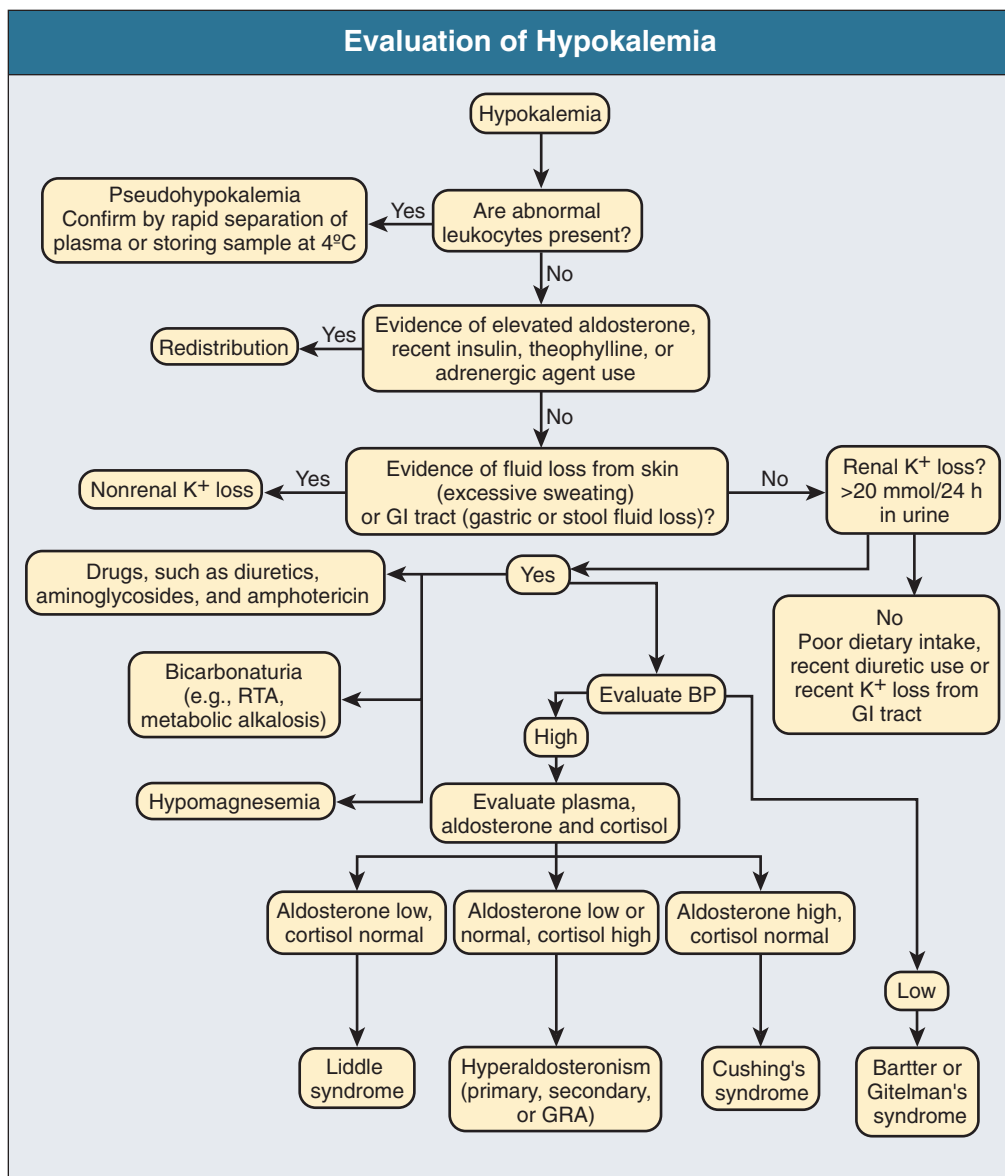 Evaluation of Hypokalemia
Hypokalemia
Pseudohypokalemia
Confirm by rapid separation of
plasma or storing sample at 4ºC
Yes
Are abnormal
leukocytes present?
No
Redistribution
Yes
Evidence of elevated aldosterone,
recent insulin, theophylline, or
adrenergic agent use
No
Nonrenal K+ loss
Yes
Evidence of fluid loss from skin
(excessive sweating)
or GI tract (gastric or stool fluid loss)?
No
Renal K+ loss?
>20 mmol/24 h
in urine
Drugs, such as diuretics,
aminoglycosides, and amphotericin
Yes
No
Poor dietary intake,
recent diuretic use or
recent K+ loss from
GI tract
Bicarbonaturia
(e.g., RTA,
metabolic alkalosis)
Evaluate BP
High
Hypomagnesemia
Evaluate plasma,
aldosterone and cortisol
Aldosterone low,
cortisol normal
Aldosterone low or
normal, cortisol high
Aldosterone high,
cortisol normal
Low
Liddle
syndrome
Hyperaldosteronism
(primary, secondary,
or GRA)
Cushing's
syndrome
Bartter or
Gitelman's
syndrome